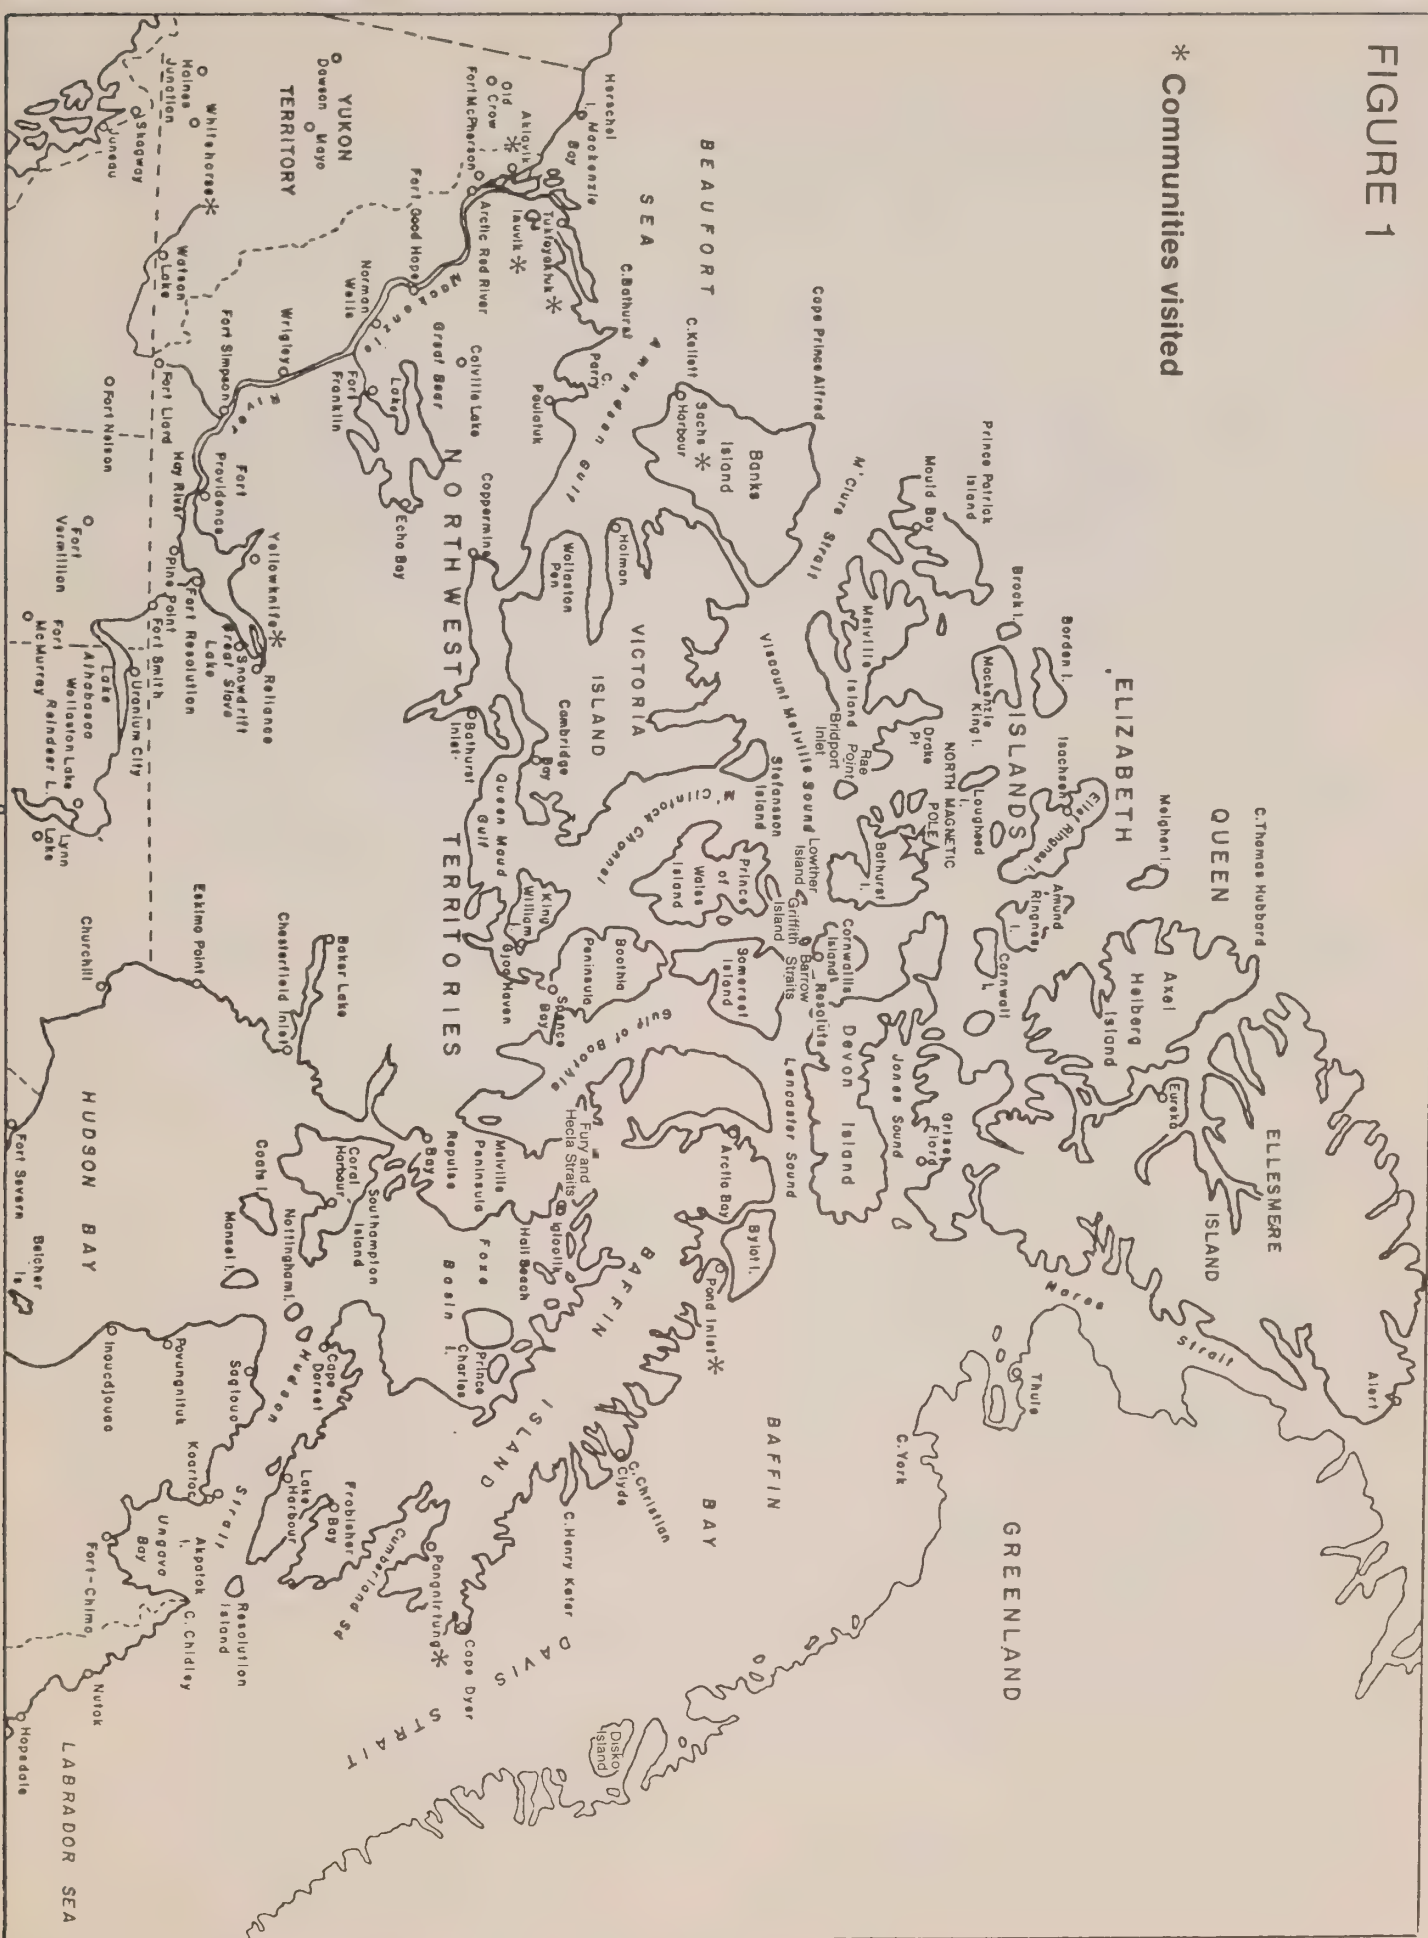 FIGURE 1
* Communities visited
C. Thomas Hubbard
QUEEN
ELIZABETH
ISLANDS
Meighen I.
Axel
Heiberg
Island
ELLESMERE
ISLAND
Eureka
Alert
Nares
Strait
Thule
C. York
GREENLAND
Borden I.
Brock I.
Mackenzie
King I.
Isachsen
Ellef Ringnes I.
Amund
Ringnes
I.
Cornwall
I.
Lougheed
I.
NORTH MAGNETIC
POLE
Prince Patrick
Island
Mould Bay
Melville
Island
Drake
Pt
Rae
Point
Bridport
Inlet
Bathurst
I.
Cornwallis
Island
Resolute
Devon
Island
Jones Sound
Grise
Fiord
Lancaster Sound
Lowther
Island
Griffith
Island
Barrow
Straits
M'Clure Strait
Viscount Melville Sound
Cape Prince Alfred
BEAUFORT
SEA
Banks
Island
Sachs *
Harbour
C. Kellett
C. Bathurst
Amundsen Gulf
C.
Parry
Paulatuk
Holman
Wollaston
Pen
VICTORIA
ISLAND
Cambridge
Bay
Stefansson
Island
M'Clintock Channel
Prince
of
Wales
Island
Somerset
Island
Boothia
Peninsula
Gulf of Boothia
Spence
Bay
King
William
I.
Gjoa Haven
Queen Maud
Gulf
Bathurst
Inlet
Coppermine
NORTHWEST TERRITORIES
Herschel
I.
Mackenzie
Bay
Aklavik
*
Old
Crow
Fort McPherson
Tuktoyaktuk *
Inuvik *
Arctic Red River
Fort Good Hope
Mackenzie
River
Norman
Wells
Colville Lake
Great Bear
Lake
Fort
Franklin
Echo Bay
Wrigley
Fort Simpson
Fort Liard
Fort
Providence
Hay River
Yellowknife *
Reliance
Snowdrift
Great Slave
Lake
Fort Resolution
Pine
Point
Fort Smith
YUKON
TERRITORY
Dawson
Mayo
Whitehorse *
Haines
Junction
Skagway
Juneau
Watson
Lake
Fort Nelson
Fort
Vermillion
Fort
McMurray
Uranium City
Lake
Athabasca
Wollaston Lake
Reindeer L.
Lynn
Lake
Arctic Bay
Bylot I.
Pond Inlet *
BAFFIN
ISLAND
BAFFIN
BAY
Clyde
C. Christian
C. Henry Kater
DAVIS STRAIT
Disko
Island
Cape Dyer
Pangnirtung *
Cumberland Sd
Frobisher
Bay
Lake
Harbour
Fury and
Hecla Straits
Igloolik
Hall Beach
Melville
Peninsula
Repulse
Bay
Foxe
Basin
Prince
Charles
I.
Cape
Dorset
Southampton
Island
Coral
Harbour
Coats I.
Mansel I.
Nottingham I.
Hudson
Strait
Baker Lake
Chesterfield Inlet
Eskimo Point
Churchill
HUDSON BAY
Fort Severn
Belcher
Is
Inoucdjouac
Povungnituk
Saglouc
Koartac
Akpatok
I.
Ungava
Bay
Fort-Chimo
Resolution
Island
C. Chidley
Nutak
Hopedale
LABRADOR SEA